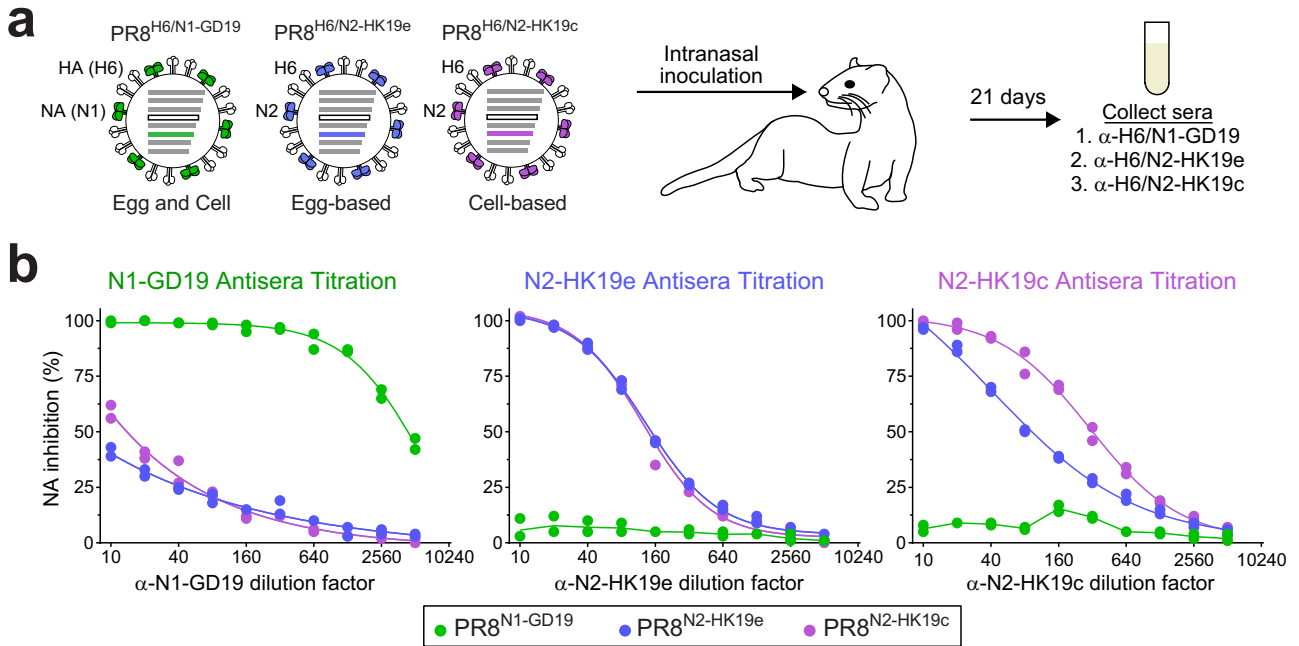 a
PR8H6/N1-GD19
PR8H6/N2-HK19e
PR8H6/N2-HK19c
HA (H6)
NA (N1)
H6
N2
H6
N2
Egg and Cell
Egg-based
Cell-based
Intranasal
inoculation
21 days
Collect sera
1. α-H6/N1-GD19
2. α-H6/N2-HK19e
3. α-H6/N2-HK19c
b
N1-GD19 Antisera Titration
N2-HK19e Antisera Titration
N2-HK19c Antisera Titration
NA inhibition (%)
100
75
50
25
0
10
40
160
640
2560
10240
α-N1-GD19 dilution factor
100
75
50
25
0
10
40
160
640
2560
10240
α-N2-HK19e dilution factor
100
75
50
25
0
10
40
160
640
2560
10240
α-N2-HK19c dilution factor
PR8N1-GD19
PR8N2-HK19e
PR8N2-HK19c